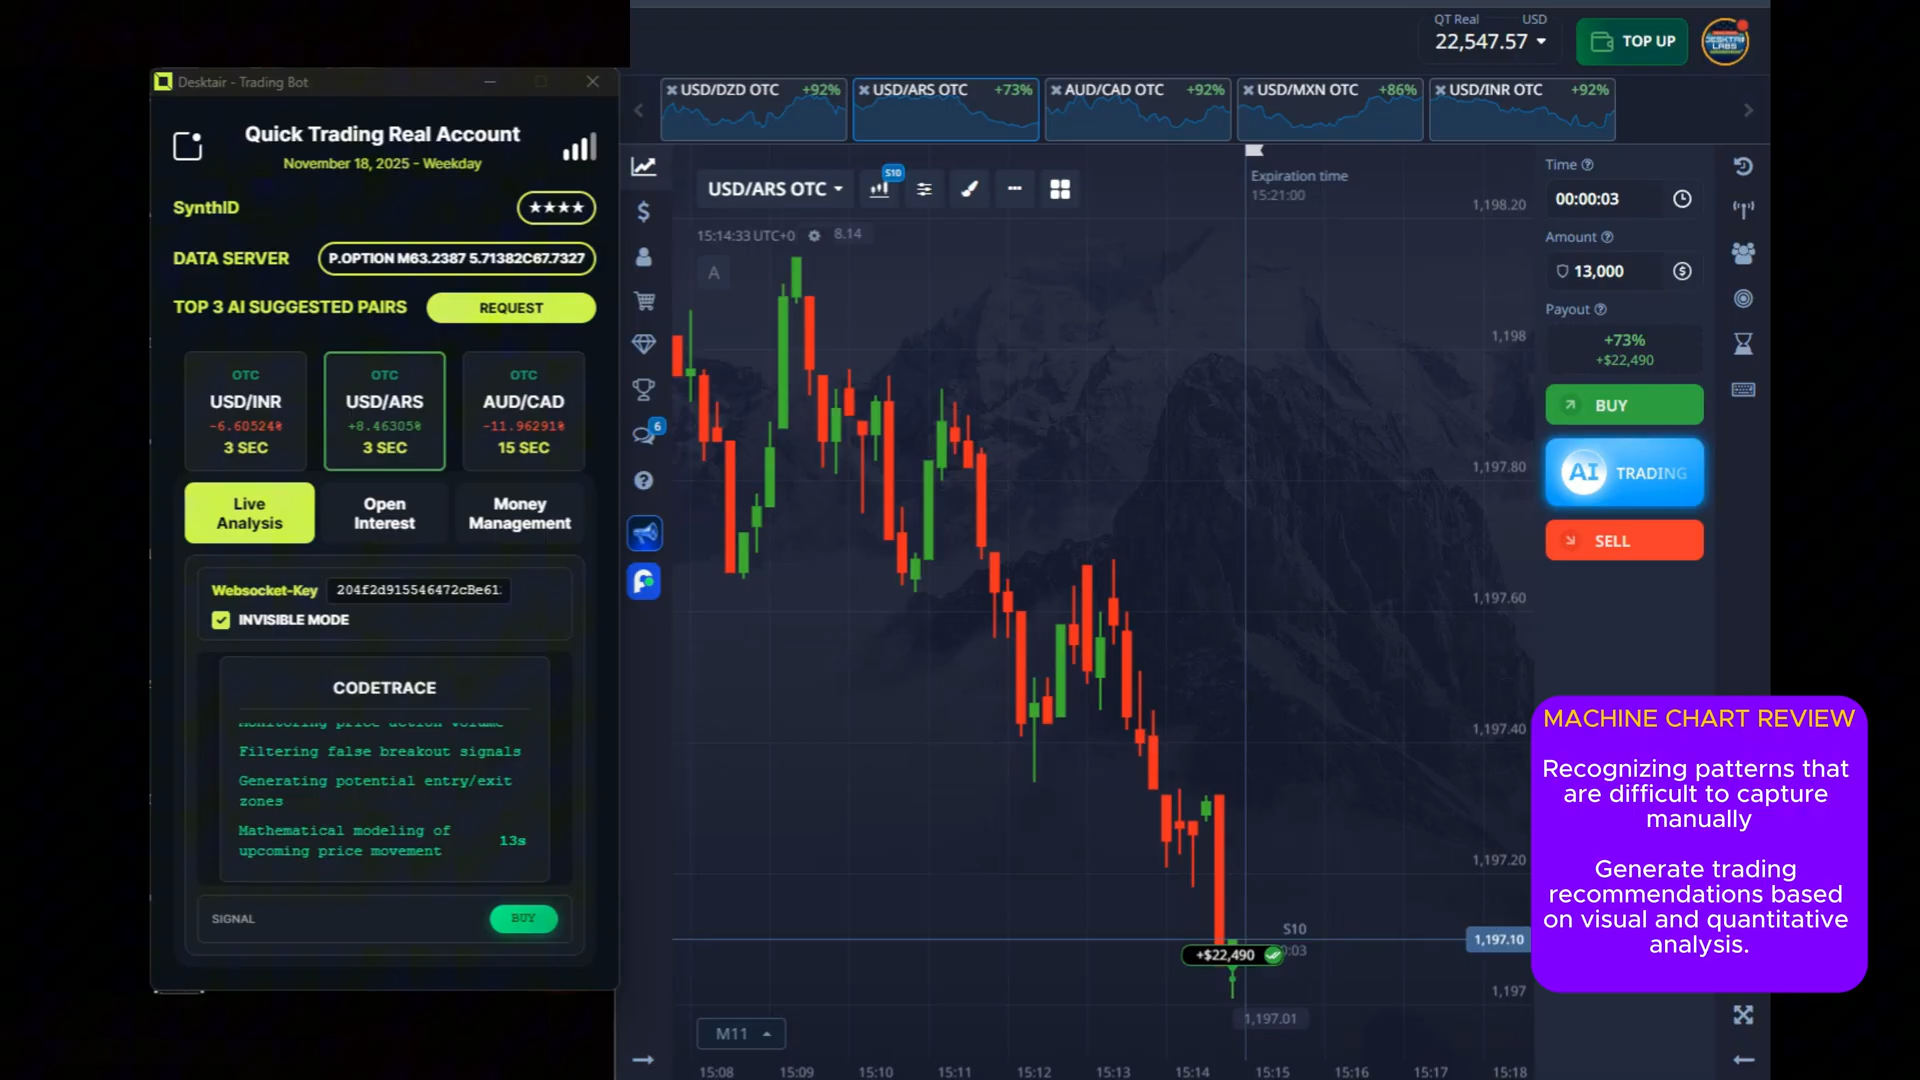 Desktair - Trading Bot
Quick Trading Real Account
November 18, 2025 - Weekday
SynthID
★★★★
DATA SERVER
P.OPTION M63.2387 5.71382C67.7327
TOP 3 AI SUGGESTED PAIRS
REQUEST
OTC
USD/INR
3 SEC
OTC
USD/ARS
3 SEC
OTC
AUD/CAD
15 SEC
Live
Analysis
Open
Interest
Money
Management
Websocket-Key
INVISIBLE MODE
CODETRACE
Monitoring price action volume
Filtering false breakout signals
Generating potential entry/exit
zones
Mathematical modeling of
upcoming price movement
13s
SIGNAL
BUY
QT Real
USD
22,547.57
TOP UP
USD/DZD OTC +92%
USD/ARS OTC +73%
AUD/CAD OTC +92%
USD/MXN OTC +86%
USD/INR OTC +92%
USD/ARS OTC
S10
15:14:33 UTC+0
8.14
A
Expiration time
15:21:00
6
1,198.20
1,198
1,197.80
1,197.60
1,197.40
1,197.20
1,197.10
1,197
S10
+$22,490
0:03
1,197.01
M11
15:08 15:09 15:10 15:11 15:12 15:13 15:14 15:15 15:16 15:17 15:18
Time
00:00:03
Amount
13,000
Payout
+73%
+$22,490
BUY
AI TRADING
SELL
MACHINE CHART REVIEW
Recognizing patterns that
are difficult to capture
manually
Generate trading
recommendations based
on visual and quantitative
analysis.